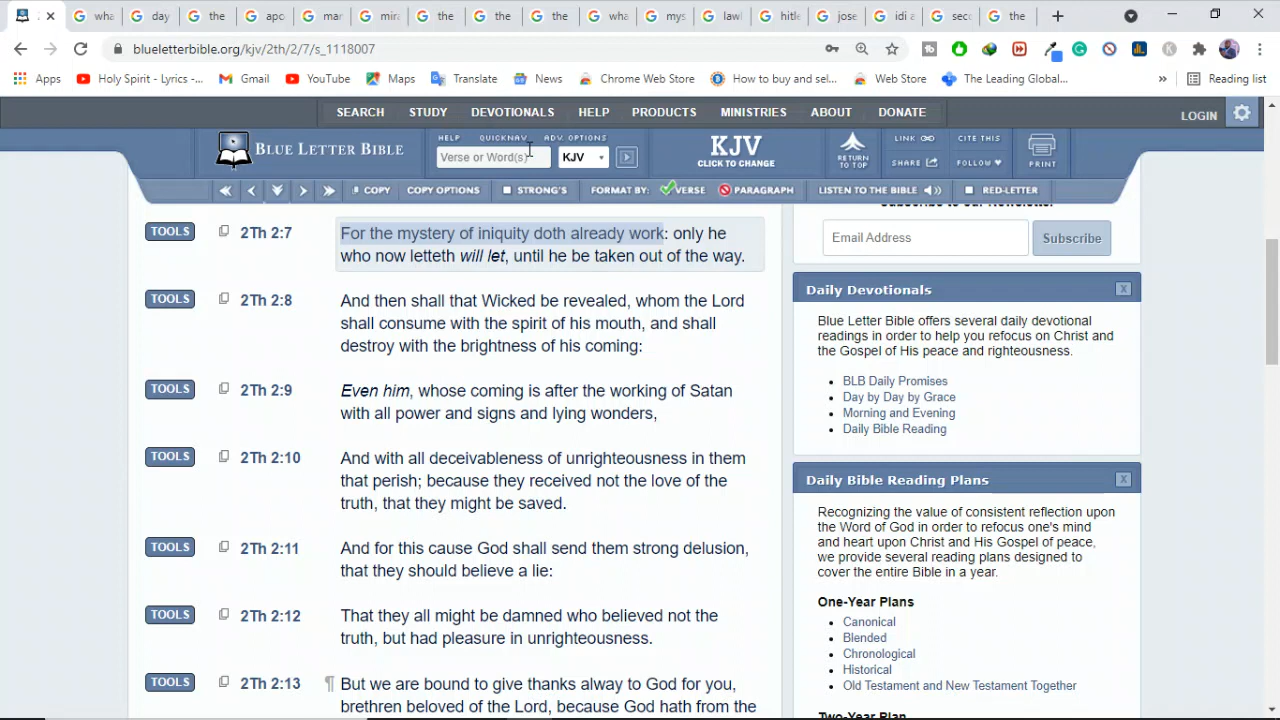 wha
day
the
apo
mar
mira
the
the
the
wha
mys
lawl
hitle
jose
idi a
sec
the
blueletterbible.org/kjv/2th/2/7/s_1118007
Apps
Holy Spirit - Lyrics -...
Gmail
YouTube
Maps
Translate
News
Chrome Web Store
How to buy and sel...
Web Store
The Leading Global...
»
Reading list
SEARCH STUDY DEVOTIONALS HELP PRODUCTS MINISTRIES ABOUT DONATE
LOGIN
BLUE LETTER BIBLE
HELP QUICKNAV ADV. OPTIONS
Verse or Word(s)
KJV
KJV
CLICK TO CHANGE
RETURN
TO TOP
LINK
CITE THIS
SHARE
FOLLOW
PRINT
COPY COPY OPTIONS STRONG'S FORMAT BY: VERSE PARAGRAPH LISTEN TO THE BIBLE RED-LETTER
TOOLS 2Th 2:7 For the mystery of iniquity doth already work: only he
who now letteth will let, until he be taken out of the way.
TOOLS 2Th 2:8 And then shall that Wicked be revealed, whom the Lord
shall consume with the spirit of his mouth, and shall
destroy with the brightness of his coming:
TOOLS 2Th 2:9 Even him, whose coming is after the working of Satan
with all power and signs and lying wonders,
TOOLS 2Th 2:10 And with all deceivableness of unrighteousness in them
that perish; because they received not the love of the
truth, that they might be saved.
TOOLS 2Th 2:11 And for this cause God shall send them strong delusion,
that they should believe a lie:
TOOLS 2Th 2:12 That they all might be damned who believed not the
truth, but had pleasure in unrighteousness.
TOOLS 2Th 2:13 ¶ But we are bound to give thanks alway to God for you,
brethren beloved of the Lord, because God hath from the
Email Address
Subscribe
Daily Devotionals
X
Blue Letter Bible offers several daily devotional
readings in order to help you refocus on Christ and
the Gospel of His peace and righteousness.
BLB Daily Promises
Day by Day by Grace
Morning and Evening
Daily Bible Reading
Daily Bible Reading Plans
X
Recognizing the value of consistent reflection upon
the Word of God in order to refocus one's mind
and heart upon Christ and His Gospel of peace,
we provide several reading plans designed to
cover the entire Bible in a year.
One-Year Plans
Canonical
Blended
Chronological
Historical
Old Testament and New Testament Together